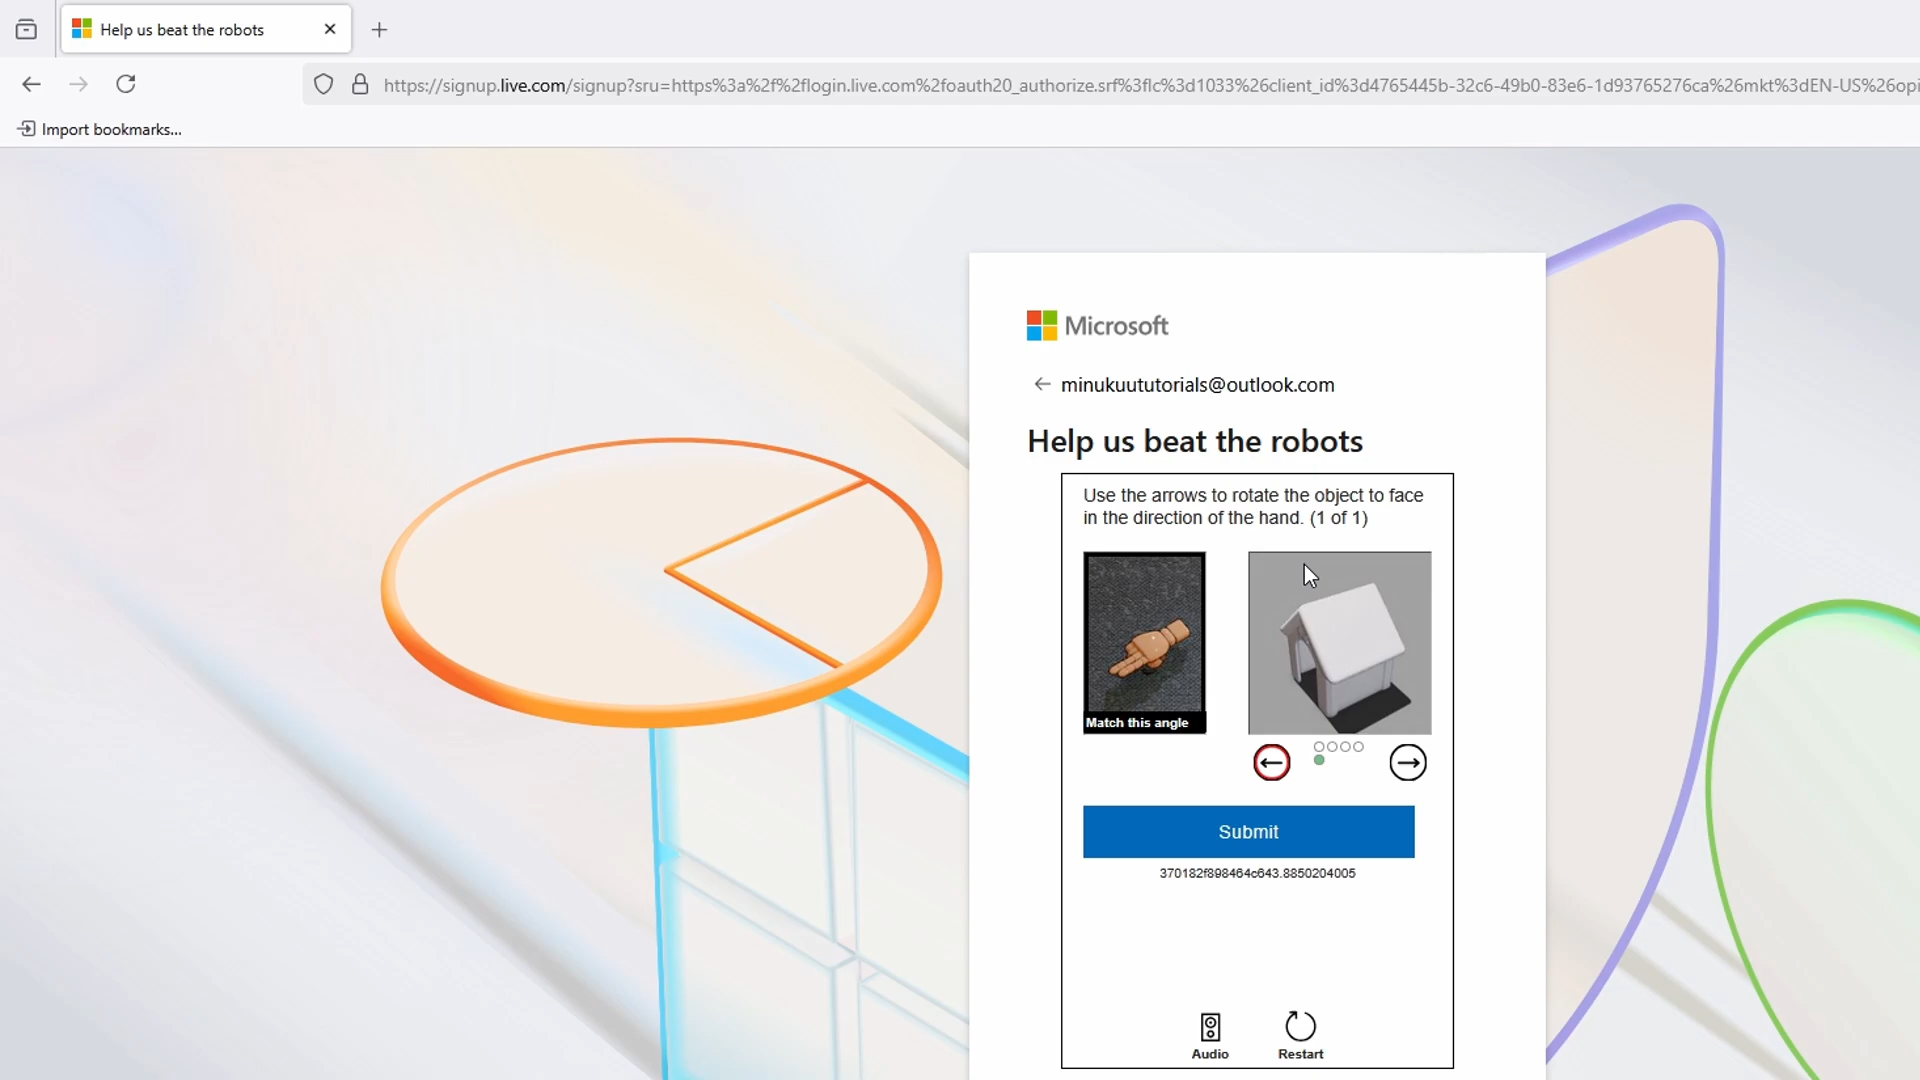 Help us beat the robots
https://signup.live.com/signup?sru=https%3a%2f%2flogin.live.com%2foauth20_authorize.srf%3flc%3d1033%26client_id%3d4765445b-32c6-49b0-83e6-1d93765276ca%26mkt%3dEN-US%26opi
Import bookmarks...
Microsoft
minukuututorials@outlook.com
Help us beat the robots
Use the arrows to rotate the object to face
in the direction of the hand. (1 of 1)
Match this angle
Submit
370182f898464c643.8850204005
Audio
Restart